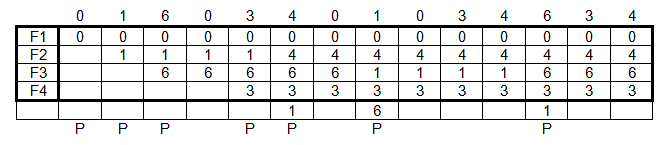 0 1 6 0 3 4 0 1 0 3 4 6 3 4
F1 0 0 0 0 0 0 0 0 0 0 0 0 0 0
F2 1 1 1 1 4 4 4 4 4 4 4 4 4
F3 6 6 6 6 6 1 1 1 1 6 6 6
F4 3 3 3 3 3 3 3 3 3 3
1 6 1
P P P P P P P